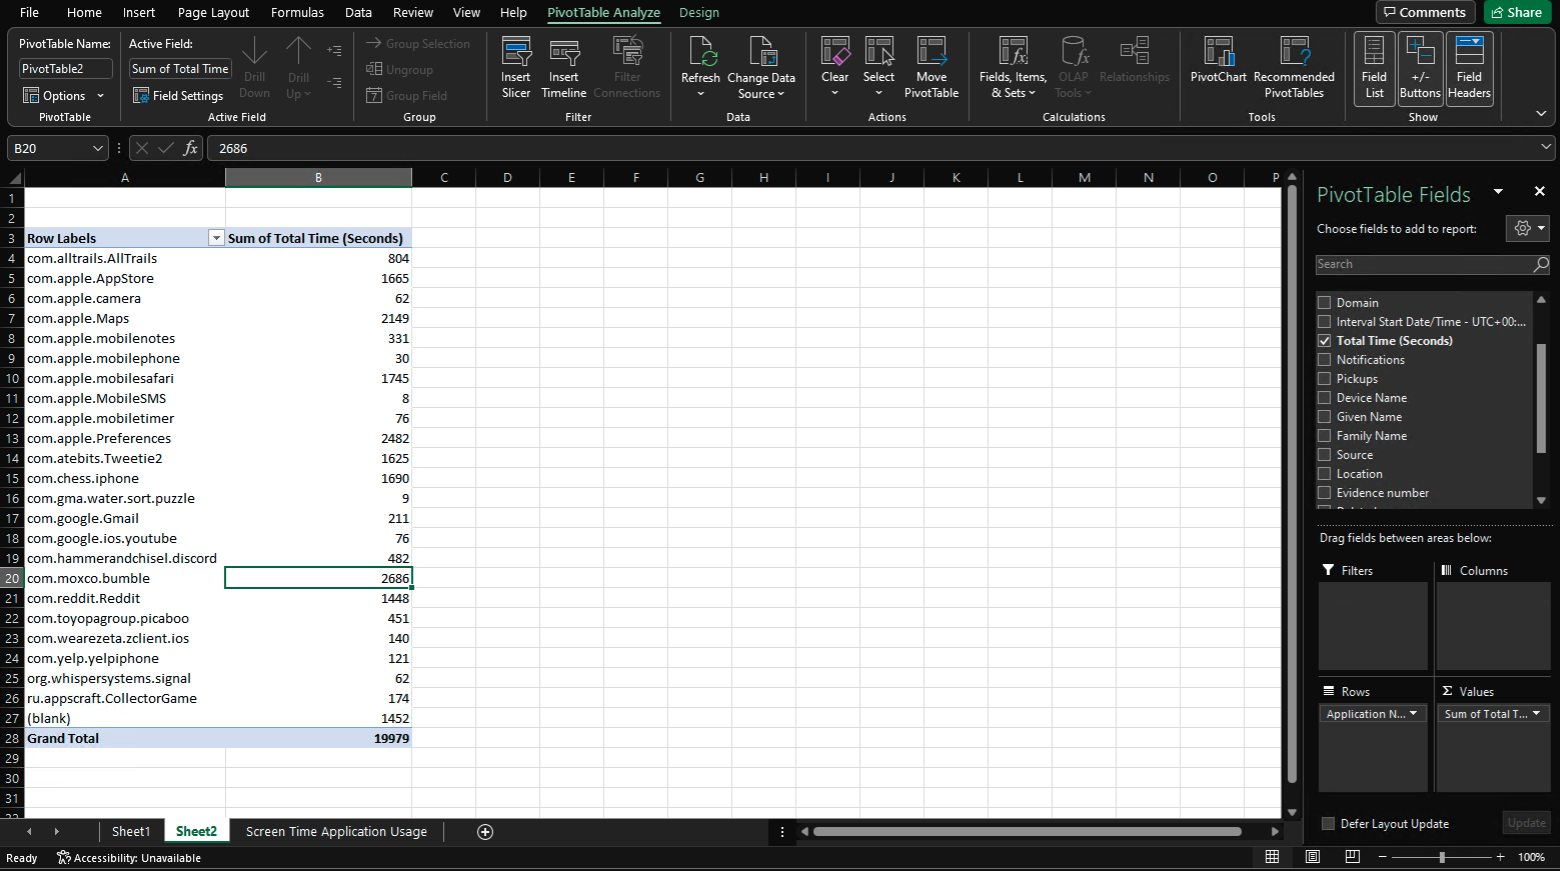 File Home Insert Page Layout Formulas Data Review View Help PivotTable Analyze Design Comments Share
PivotTable Name:
PivotTable2
Options
PivotTable
Active Field:
Sum of Total Time
Field Settings
Drill Down
Drill Up
Active Field
Group Selection
Ungroup
Group Field
Group
Insert Slicer
Insert Timeline
Filter Connections
Filter
Refresh
Change Data Source
Data
Clear
Select
Move PivotTable
Actions
Fields, Items, & Sets
OLAP Tools
Relationships
Calculations
PivotChart
Recommended PivotTables
Tools
Field List
+/- Buttons
Field Headers
Show
B20 fx 2686
A B C D E F G H I J K L M N O P
1
2
3 Row Labels Sum of Total Time (Seconds)
4 com.alltrails.AllTrails 804
5 com.apple.AppStore 1665
6 com.apple.camera 62
7 com.apple.Maps 2149
8 com.apple.mobilenotes 331
9 com.apple.mobilephone 30
10 com.apple.mobilesafari 1745
11 com.apple.MobileSMS 8
12 com.apple.mobiletimer 76
13 com.apple.Preferences 2482
14 com.atebits.Tweetie2 1625
15 com.chess.iphone 1690
16 com.gma.water.sort.puzzle 9
17 com.google.Gmail 211
18 com.google.ios.youtube 76
19 com.hammerandchisel.discord 482
20 com.moxco.bumble 2686
21 com.reddit.Reddit 1448
22 com.toyopagroup.picaboo 451
23 com.wearezeta.zclient.ios 140
24 com.yelp.yelpiphone 121
25 org.whispersystems.signal 62
26 ru.appscraft.CollectorGame 174
27 (blank) 1452
28 Grand Total 19979
29
30
31
PivotTable Fields
Choose fields to add to report:
Search
Domain
Interval Start Date/Time - UTC+00:...
Total Time (Seconds)
Notifications
Pickups
Device Name
Given Name
Family Name
Source
Location
Evidence number
Drag fields between areas below:
Filters
Columns
Rows
Σ Values
Application N...
Sum of Total T...
Defer Layout Update
Update
Sheet1 Sheet2 Screen Time Application Usage
Ready Accessibility: Unavailable 100%